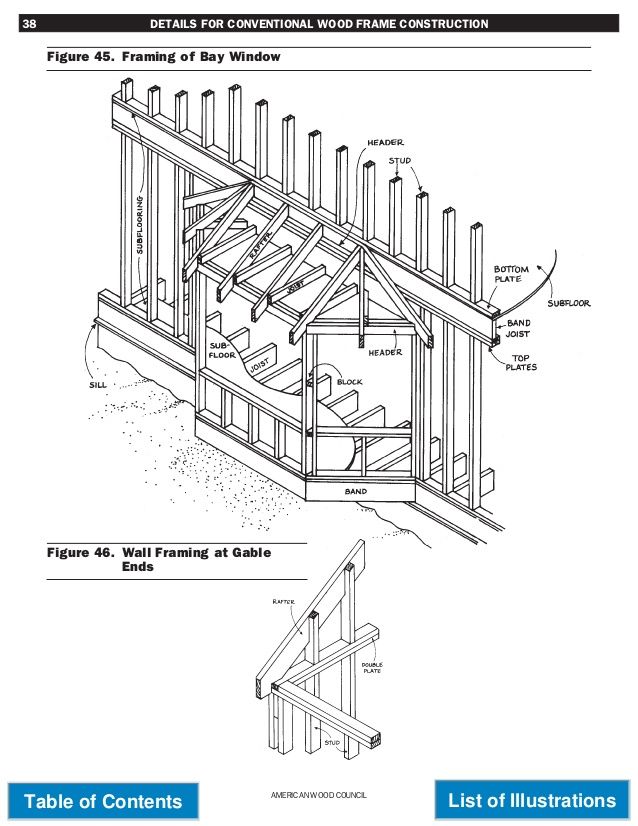 38
DETAILS FOR CONVENTIONAL WOOD FRAME CONSTRUCTION
Figure 45. Framing of Bay Window
HEADER
STUD
SUBFLOORING
RAFTER
JOIST
BOTTOM
PLATE
SUBFLOOR
BAND
JOIST
TOP
PLATES
HEADER
SUB-
FLOOR
JOIST
BLOCK
SILL
BAND
Figure 46. Wall Framing at Gable
Ends
RAFTER
DOUBLE
PLATE
STUD
AMERICAN WOOD COUNCIL
Table of Contents
List of Illustrations